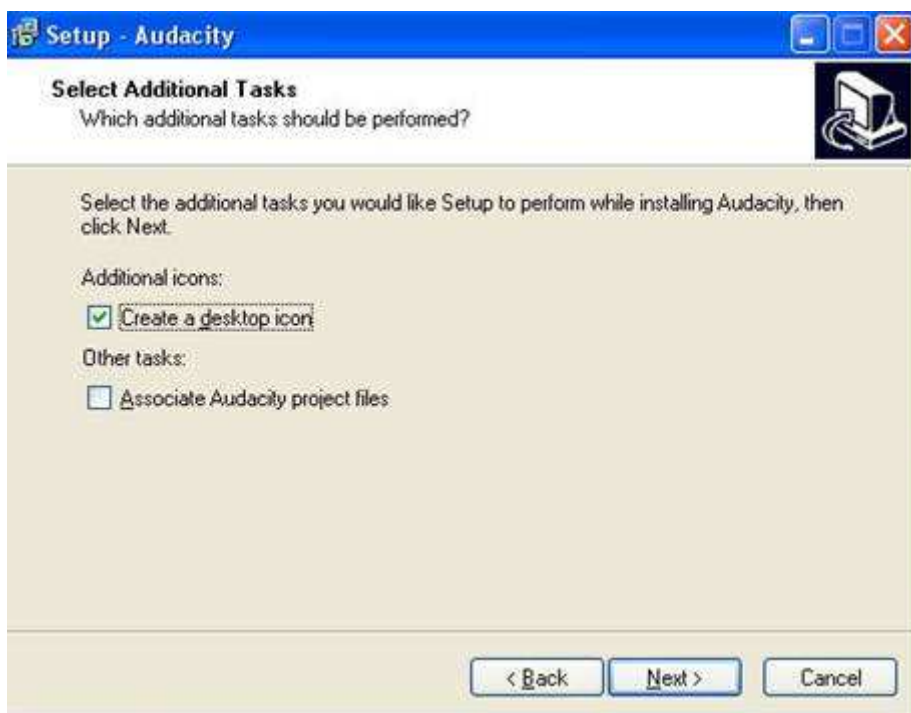 Setup - Audacity
Select Additional Tasks
Which additional tasks should be performed?
Select the additional tasks you would like Setup to perform while installing Audacity, then
click Next.
Additional icons:
Create a desktop icon
Other tasks:
Associate Audacity project files
< Back
Next >
Cancel